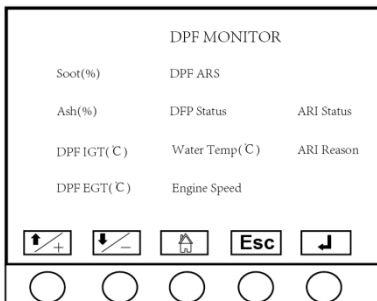 DPF MONITOR
Soot(%) DPF ARS
Ash(%) DFP Status ARI Status
DPF IGT(℃) Water Temp(℃) ARI Reason
DPF EGT(℃) Engine Speed
+ - Esc